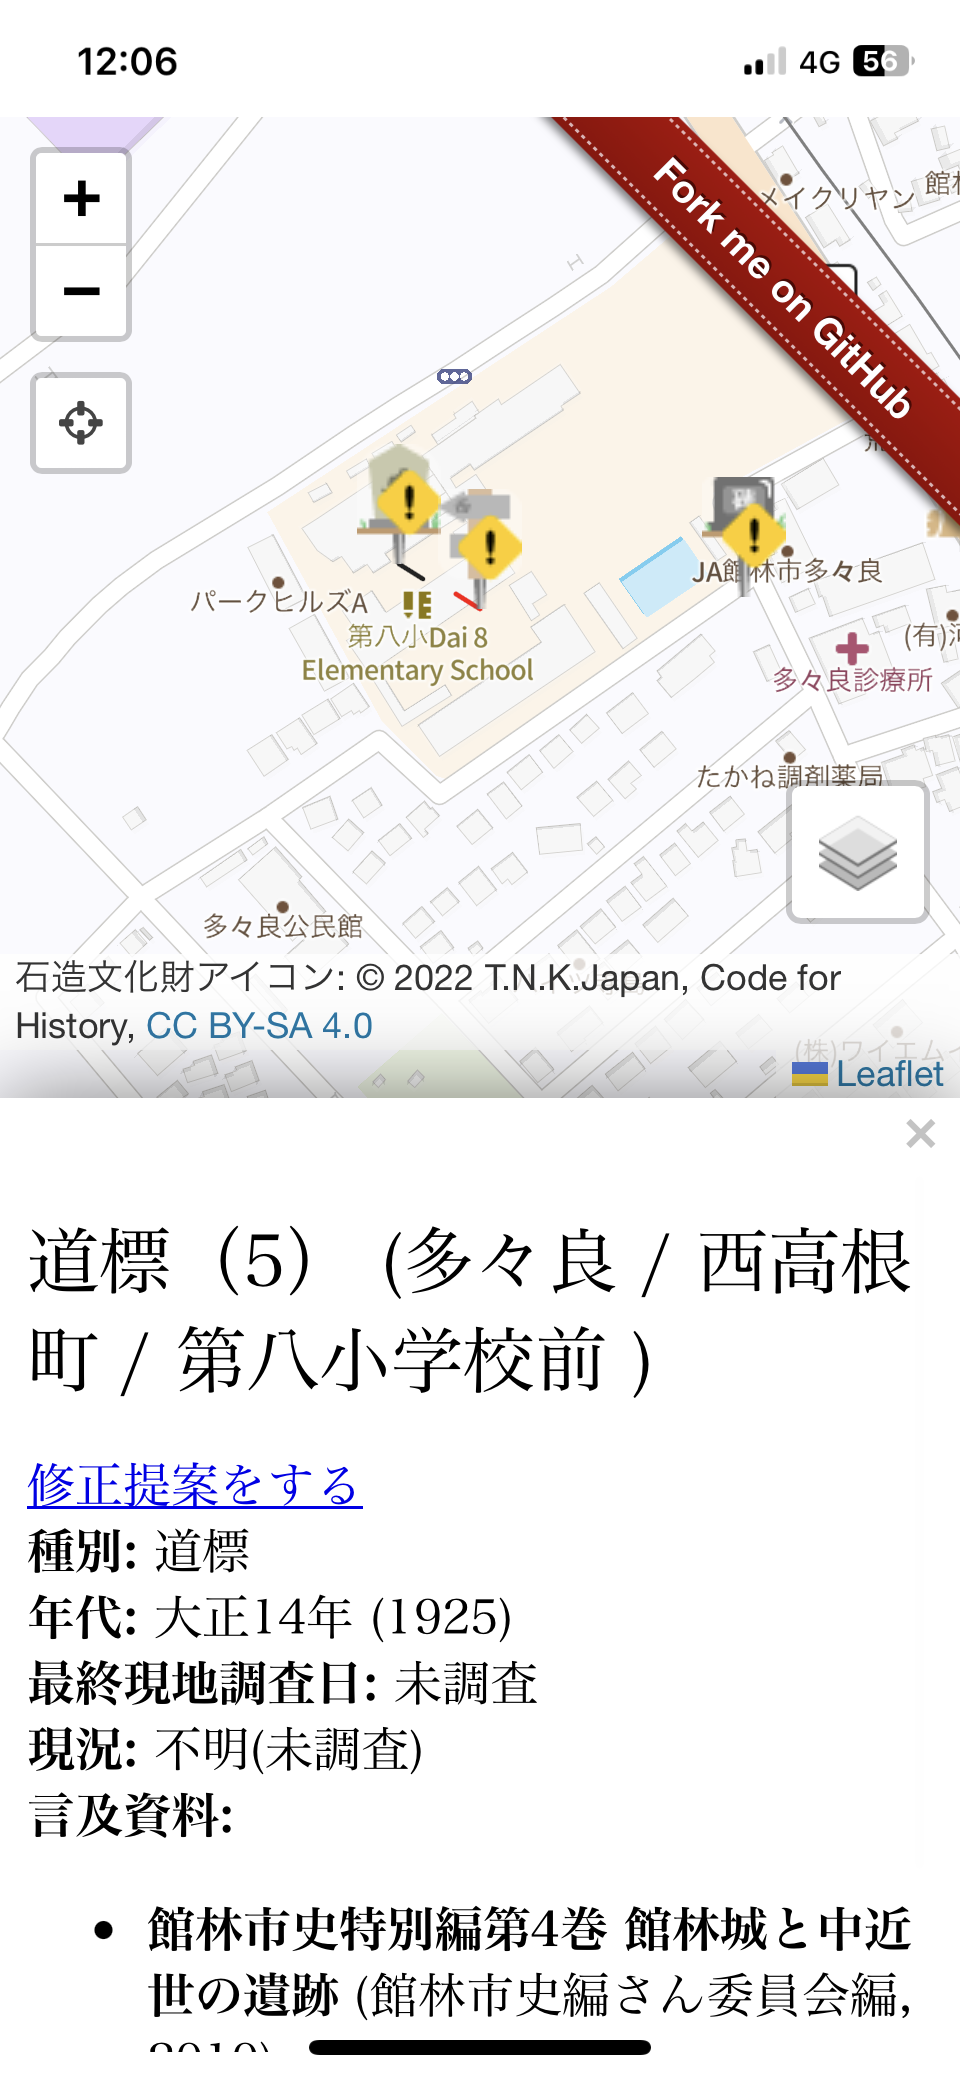 12:06
4G 56
+
−
Fork me on GitHub
メイクリヤン
館林
パークヒルズA
第八小Dai 8
Elementary School
JA館林市多々良
(有)河
多々良診療所
たかね調剤薬局
多々良公民館
石造文化財アイコン: © 2022 T.N.K.Japan, Code for
History, CC BY-SA 4.0
(株)ワイエムイ
Leaflet
×
道標（5） (多々良 / 西高根
町 / 第八小学校前 )
修正提案をする
種別: 道標
年代: 大正14年 (1925)
最終現地調査日: 未調査
現況: 不明(未調査)
言及資料:
• 館林市史特別編第4巻 館林城と中近
世の遺跡 (館林市史編さん委員会編,